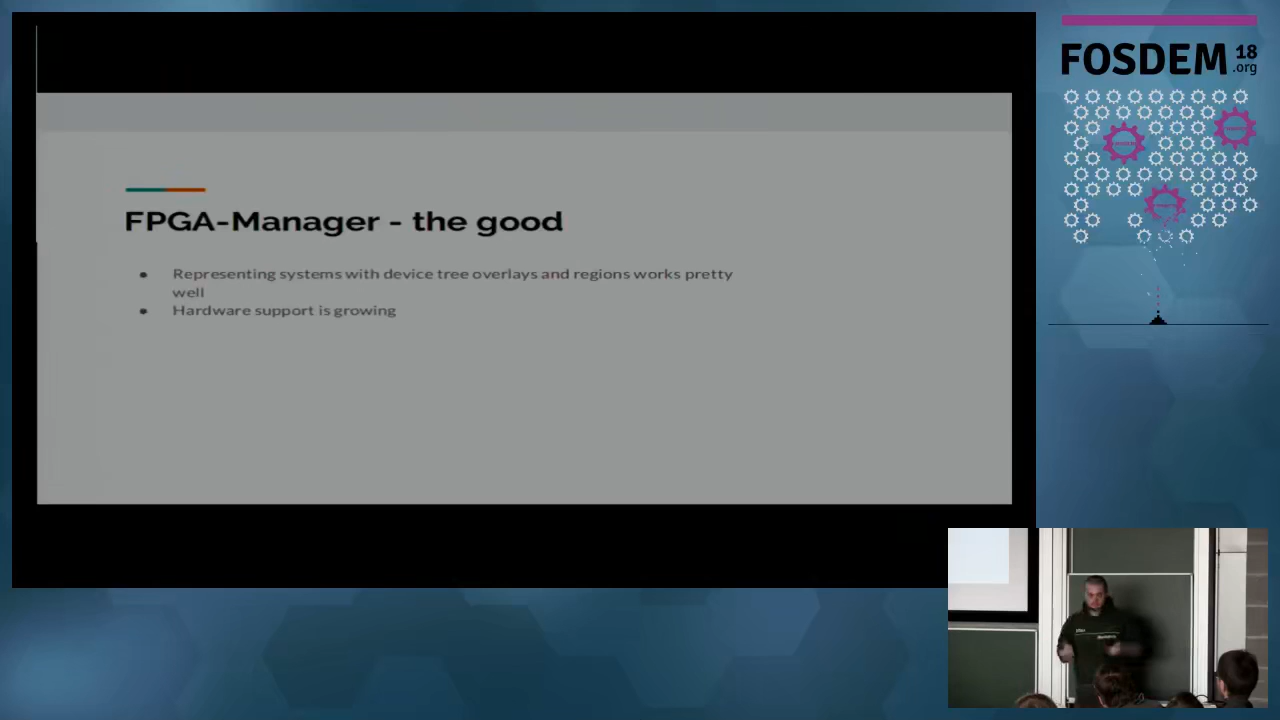 FOSDEM 18
.org
FPGA-Manager - the good
● Representing systems with device tree overlays and regions works pretty
well
● Hardware support is growing